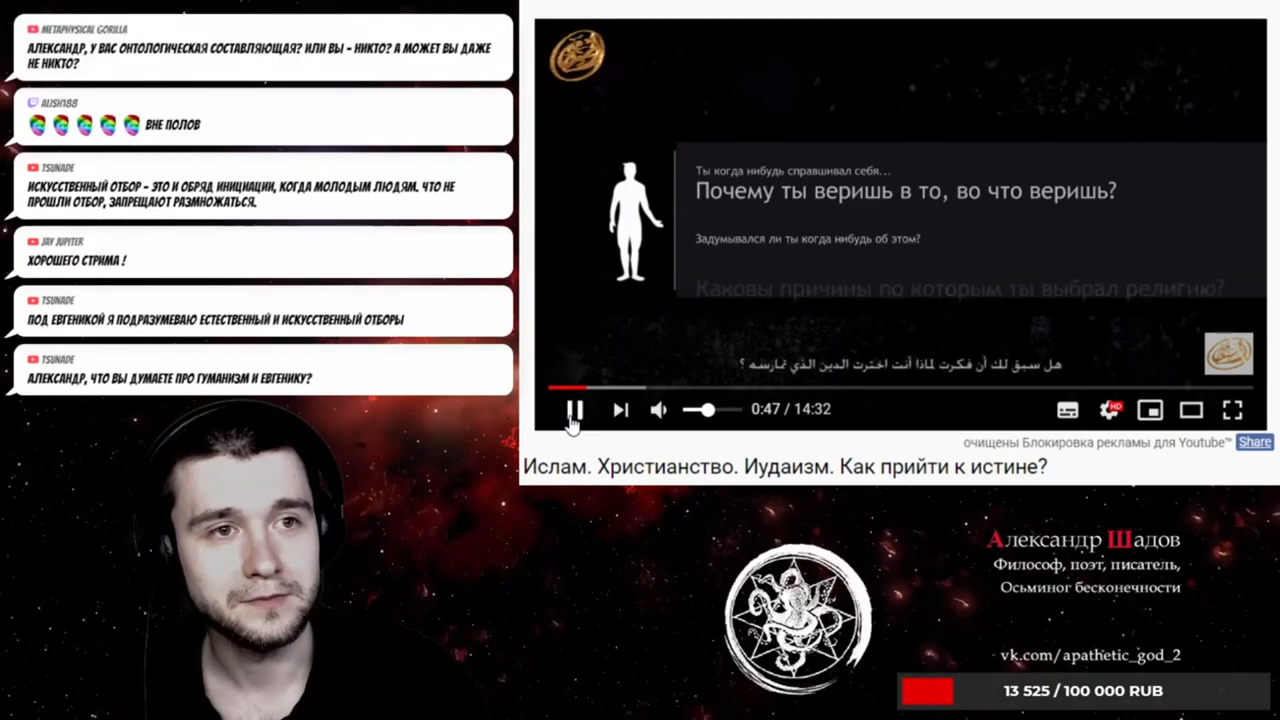 METAPHYSICAL GORILLA
АЛЕКСАНДР, У ВАС ОНТОЛОГИЧЕСКАЯ СОСТАВЛЯЮЩАЯ? ИЛИ ВЫ - НИКТО? А МОЖЕТ ВЫ ДАЖЕ
НЕ НИКТО?
ALISH188
ВНЕ ПОЛОВ
TSUNADE
ИСКУССТВЕННЫЙ ОТБОР - ЭТО И ОБРЯД ИНИЦИАЦИИ, КОГДА МОЛОДЫМ ЛЮДЯМ. ЧТО НЕ
ПРОШЛИ ОТБОР, ЗАПРЕЩАЮТ РАЗМНОЖАТЬСЯ.
JAY JUPITER
ХОРОШЕГО СТРИМА !
TSUNADE
ПОД ЕВГЕНИКОЙ Я ПОДРАЗУМЕВАЮ ЕСТЕСТВЕННЫЙ И ИСКУССТВЕННЫЙ ОТБОРЫ
TSUNADE
АЛЕКСАНДР, ЧТО ВЫ ДУМАЕТЕ ПРО ГУМАНИЗМ И ЕВГЕНИКУ?
Ты когда нибудь справшивал себя...
Почему ты веришь в то, во что веришь?
Задумывался ли ты когда нибудь об этом?
Каковы причины по которым ты выбрал религию?
هل سبق لك أن فكرت لماذا أنت اخترت الدين الذي تمارسه ؟
0:47 / 14:32
HD
очищены Блокировка рекламы для Youtube™ Share
Ислам. Христианство. Иудаизм. Как прийти к истине?
Александр Шадов
Философ, поэт, писатель,
Осьминог бесконечности
vk.com/apathetic_god_2
13 525 / 100 000 RUB